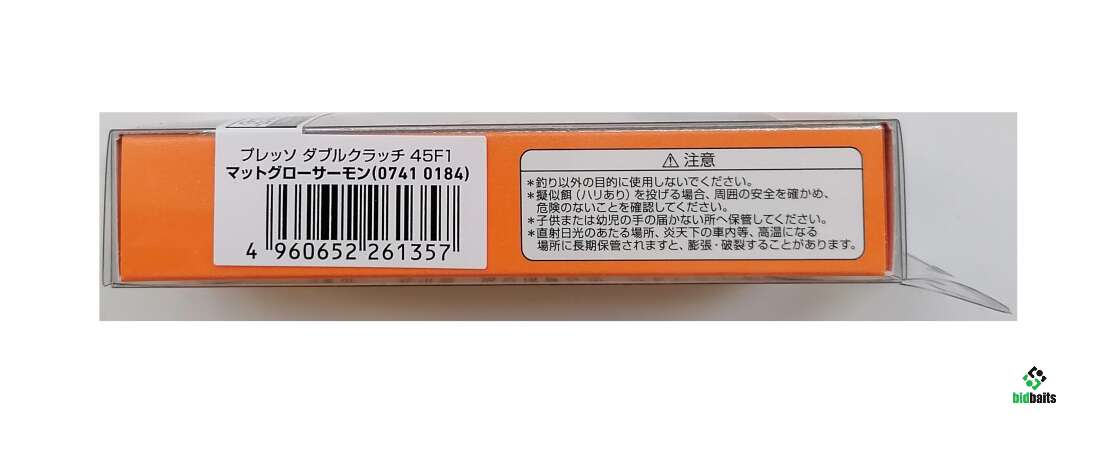 プレッソ ダブルクラッチ 45F1
マットグローサーモン(0741 0184)
4 960652 261357
⚠ 注意
*釣り以外の目的に使用しないでください。
*擬似餌(ハリあり)を投げる場合、周囲の安全を確かめ、
危険のないことを確認してください。
*子供または幼児の手の届かない所へ保管してください。
*直射日光のあたる場所、炎天下の車内等、高温になる
場所に長期保管されますと、膨張・破裂することがあります。
bidbaits